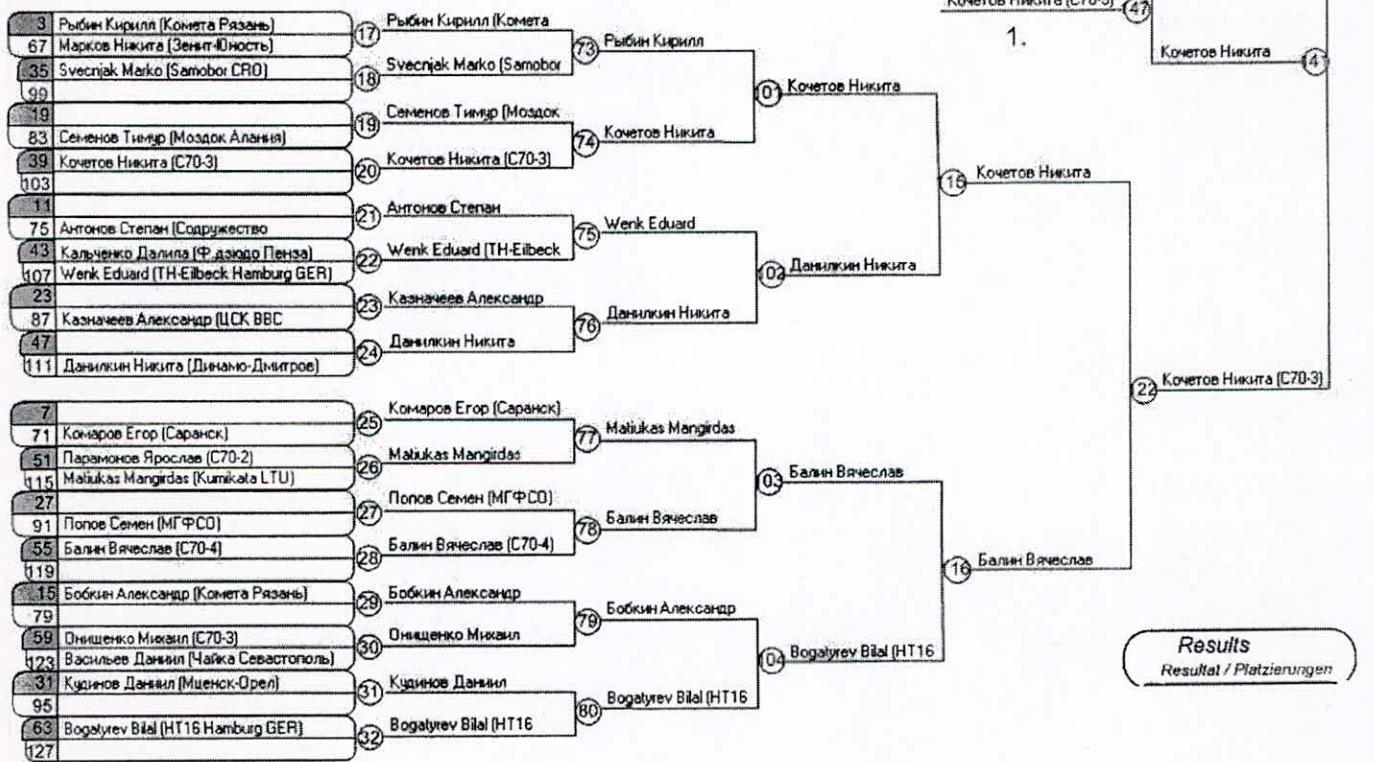 Кочетов Никита (С70-3) 47
1.
Кочетов Никита 4
3 Рыбин Кирилл (Комета Рязань)
67 Марков Никита (Зенит-Юность)
35 Svecnjak Marko (Samobor CRO)
99
19
83 Семенов Тимур (Моздок Алания)
39 Кочетов Никита (С70-3)
103
11
75 Антонов Степан (Содружество
43 Кальченко Далила (Ф.дзюдо Пенза)
107 Wenk Eduard (TH-Eilbeck Hamburg GER)
23
87 Казначеев Александр (ЦСК ВВС
47
111 Данилкин Никита (Динамо-Дмитров)
7
71 Комаров Егор (Саранск)
51 Парамонов Ярослав (С70-2)
115 Matiukas Mangirdas (Kumikata LTU)
27
91 Попов Семен (МГФСО)
55 Балин Вячеслав (С70-4)
119
15 Бобкин Александр (Комета Рязань)
79
59 Онищенко Михаил (С70-3)
123 Васильев Даниил (Чайка Севастополь)
31 Кудинов Даниил (Мценск-Орел)
95
63 Bogatyrev Bilal (HT16 Hamburg GER)
127
17 Рыбин Кирилл (Комета
18 Svecnjak Marko (Samobor
19 Семенов Тимур (Моздок
20 Кочетов Никита (С70-3)
21 Антонов Степан
22 Wenk Eduard (TH-Eilbeck
23 Казначеев Александр
24 Данилкин Никита
25 Комаров Егор (Саранск)
26 Matiukas Mangirdas
27 Попов Семен (МГФСО)
28 Балин Вячеслав (С70-4)
29 Бобкин Александр
30 Онищенко Михаил
31 Кудинов Даниил
32 Bogatyrev Bilal (HT16
73 Рыбин Кирилл
74 Кочетов Никита
75 Wenk Eduard
76 Данилкин Никита
77 Matiukas Mangirdas
78 Балин Вячеслав
79 Бобкин Александр
80 Bogatyrev Bilal (HT16
01 Кочетов Никита
02 Данилкин Никита
03 Балин Вячеслав
04 Bogatyrev Bilal (HT16
15 Кочетов Никита
16 Балин Вячеслав
22 Кочетов Никита (С70-3)
Results
Resultat / Platzierungen